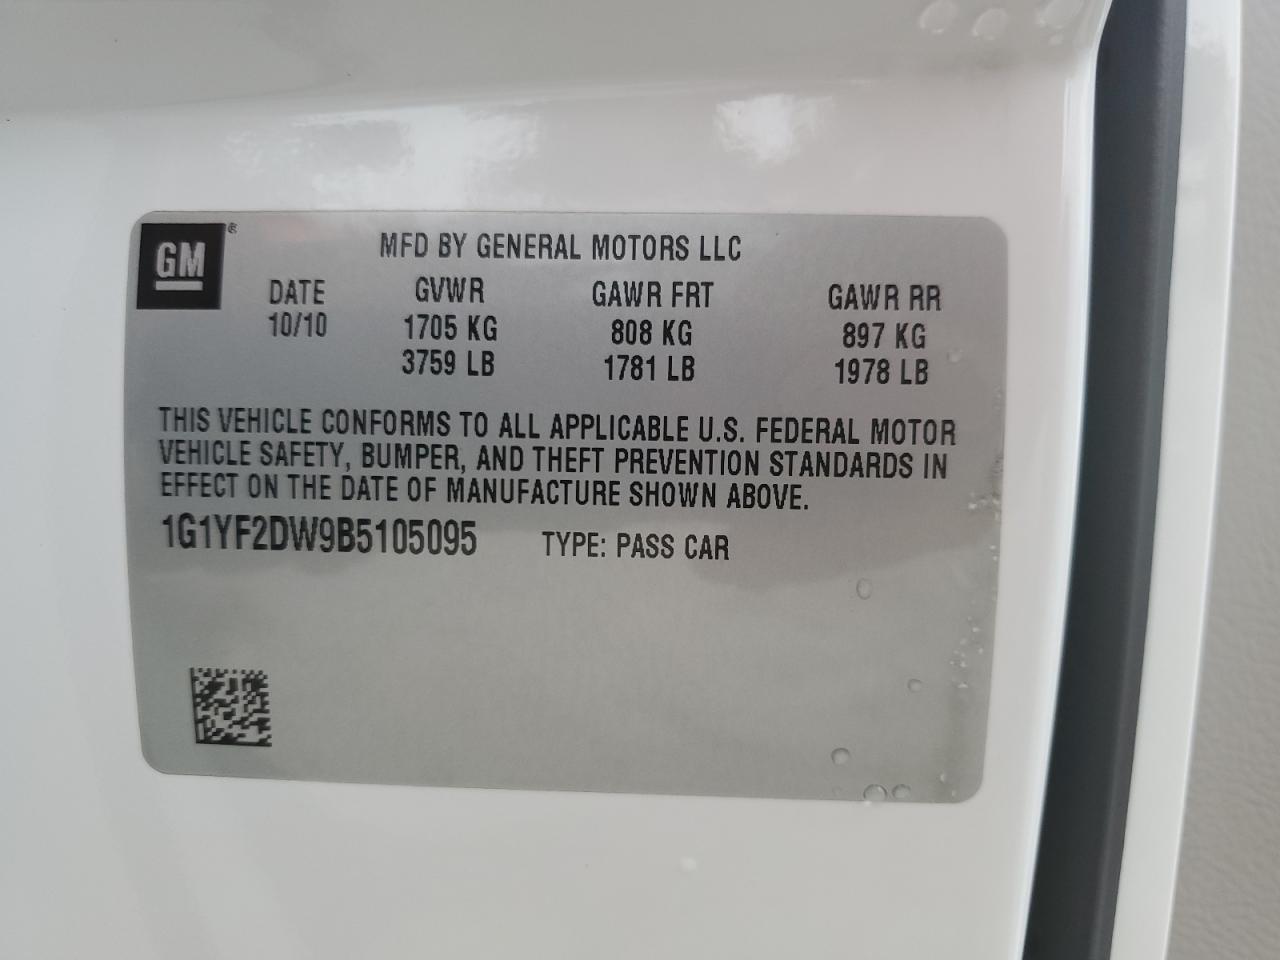 GM®
MFD BY GENERAL MOTORS LLC
DATE GVWR GAWR FRT GAWR RR
10/10 1705 KG 808 KG 897 KG
3759 LB 1781 LB 1978 LB
THIS VEHICLE CONFORMS TO ALL APPLICABLE U.S. FEDERAL MOTOR
VEHICLE SAFETY, BUMPER, AND THEFT PREVENTION STANDARDS IN
EFFECT ON THE DATE OF MANUFACTURE SHOWN ABOVE.
1G1YF2DW9B5105095 TYPE: PASS CAR